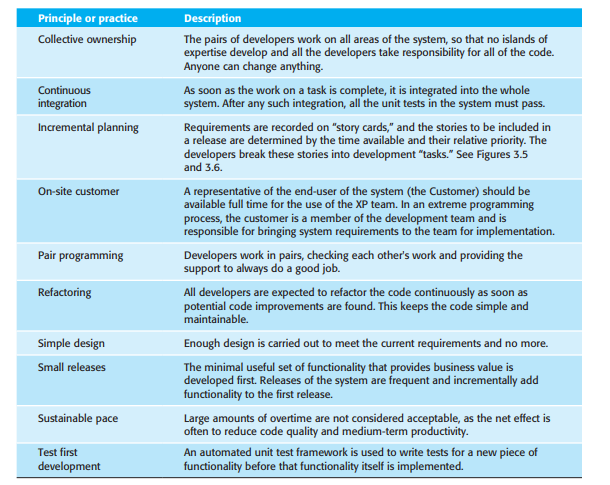 Principle or practice Description
Collective ownership The pairs of developers work on all areas of the system, so that no islands of
expertise develop and all the developers take responsibility for all of the code.
Anyone can change anything.
Continuous As soon as the work on a task is complete, it is integrated into the whole
integration system. After any such integration, all the unit tests in the system must pass.
Incremental planning Requirements are recorded on “story cards,” and the stories to be included in
a release are determined by the time available and their relative priority. The
developers break these stories into development “tasks.” See Figures 3.5
and 3.6.
On-site customer A representative of the end-user of the system (the Customer) should be
available full time for the use of the XP team. In an extreme programming
process, the customer is a member of the development team and is
responsible for bringing system requirements to the team for implementation.
Pair programming Developers work in pairs, checking each other's work and providing the
support to always do a good job.
Refactoring All developers are expected to refactor the code continuously as soon as
potential code improvements are found. This keeps the code simple and
maintainable.
Simple design Enough design is carried out to meet the current requirements and no more.
Small releases The minimal useful set of functionality that provides business value is
developed first. Releases of the system are frequent and incrementally add
functionality to the first release.
Sustainable pace Large amounts of overtime are not considered acceptable, as the net effect is
often to reduce code quality and medium-term productivity.
Test first An automated unit test framework is used to write tests for a new piece of
development functionality before that functionality itself is implemented.